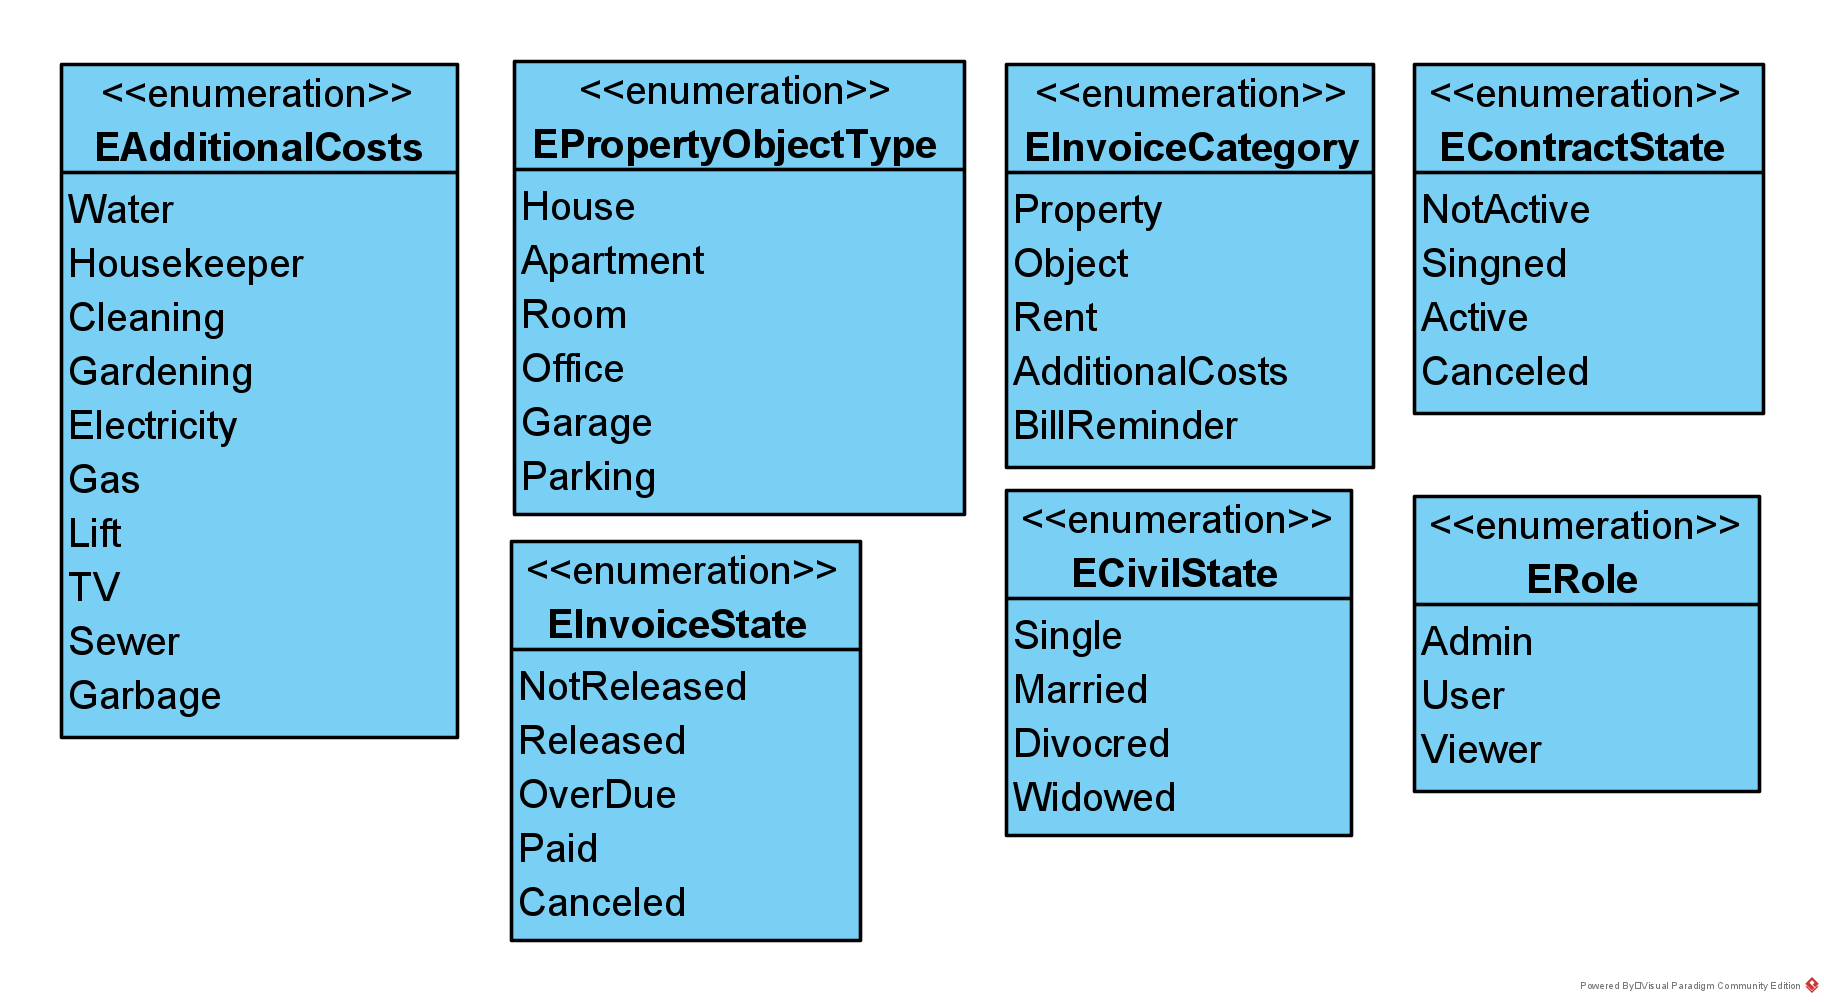 <<enumeration>>
EAdditionalCosts
Water
Housekeeper
Cleaning
Gardening
Electricity
Gas
Lift
TV
Sewer
Garbage
<<enumeration>>
EPropertyObjectType
House
Apartment
Room
Office
Garage
Parking
<<enumeration>>
EInvoiceState
NotReleased
Released
OverDue
Paid
Canceled
<<enumeration>>
EInvoiceCategory
Property
Object
Rent
AdditionalCosts
BillReminder
<<enumeration>>
ECivilState
Single
Married
Divocred
Widowed
<<enumeration>>
EContractState
NotActive
Singned
Active
Canceled
<<enumeration>>
ERole
Admin
User
Viewer
Powered By□Visual Paradigm Community Edition